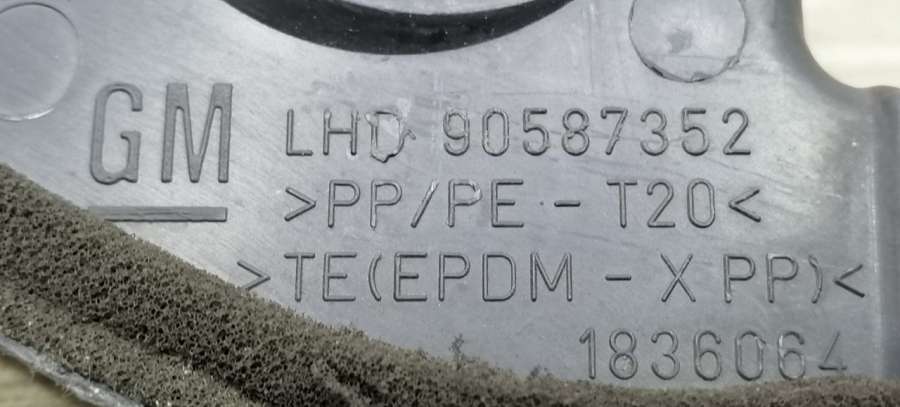 GM LHD 90587352
>PP/PE - T20<
>TE(EPDM - X PP)<
1836064